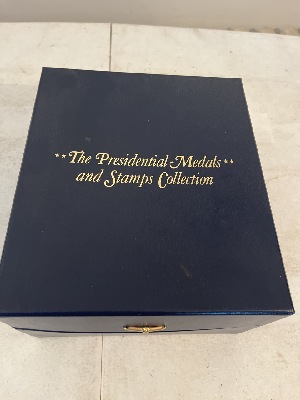 **The Presidential Medals**
and Stamps Collection